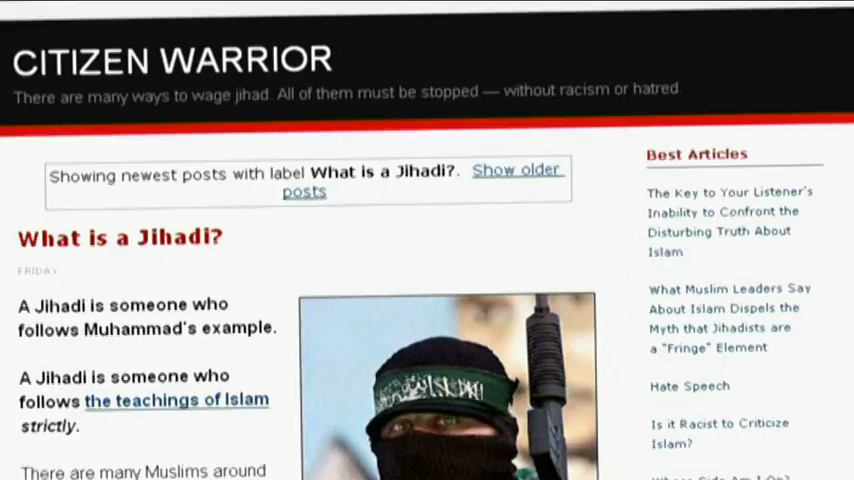 CITIZEN WARRIOR
There are many ways to wage jihad. All of them must be stopped — without racism or hatred.
Showing newest posts with label What is a Jihadi?. Show older
posts
What is a Jihadi?
FRIDAY
A Jihadi is someone who
follows Muhammad's example.
A Jihadi is someone who
follows the teachings of Islam
strictly.
There are many Muslims around
Best Articles
The Key to Your Listener's
Inability to Confront the
Disturbing Truth About
Islam
What Muslim Leaders Say
About Islam Dispels the
Myth that Jihadists are
a "Fringe" Element
Hate Speech
Is it Racist to Criticize
Islam?